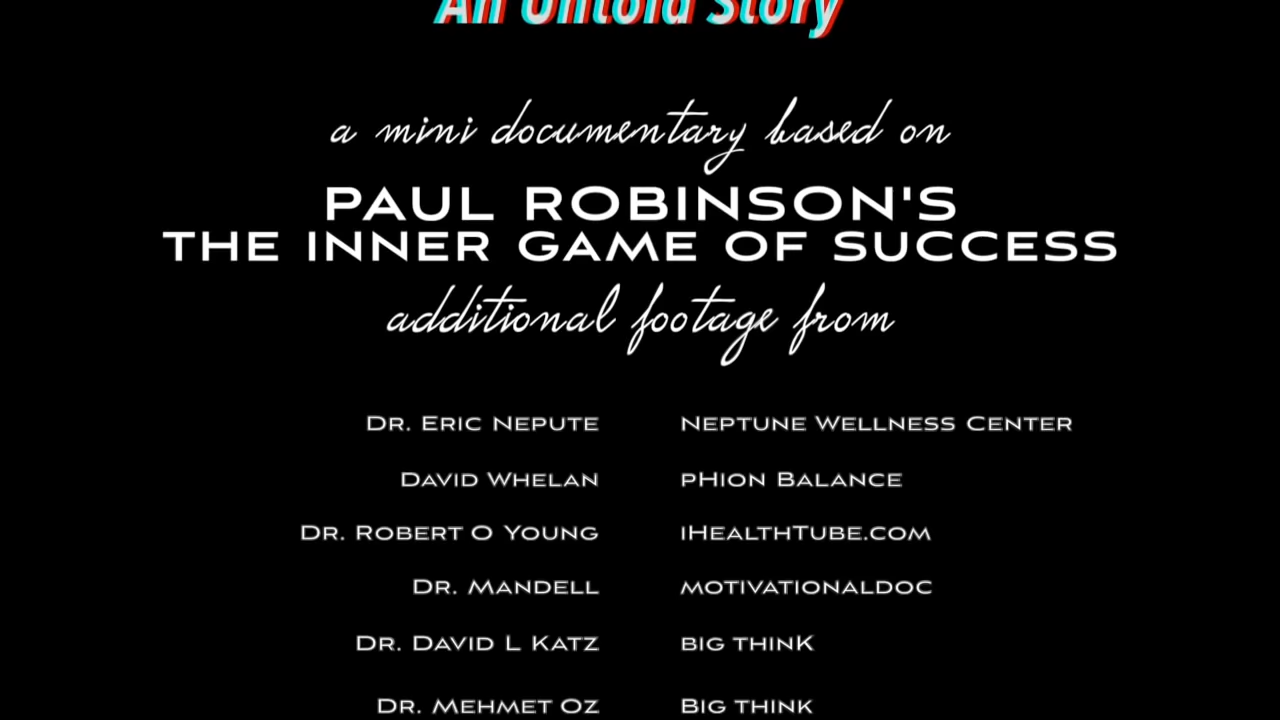 An Untold Story
a mini documentary based on
PAUL ROBINSON'S
THE INNER GAME OF SUCCESS
additional footage from
Dr. Eric Nepute Neptune Wellness Center
David Whelan pHion Balance
Dr. Robert O Young iHealthTube.com
Dr. Mandell motivationaldoc
Dr. David L Katz big thinK
Dr. Mehmet Oz Big think